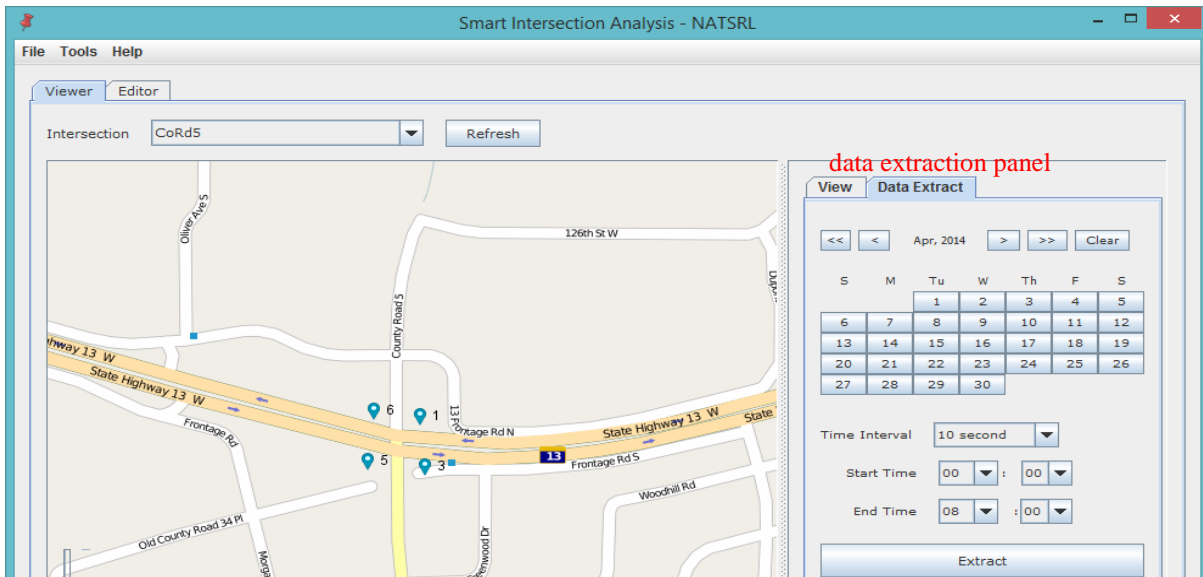 Smart Intersection Analysis - NATSRL
File Tools Help
Viewer Editor
Intersection CoRd5 Refresh
data extraction panel
View Data Extract
<< < Apr, 2014 > >> Clear
S M Tu W Th F S
1 2 3 4 5
6 7 8 9 10 11 12
13 14 15 16 17 18 19
20 21 22 23 24 25 26
27 28 29 30
Time Interval 10 second
Start Time 00 : 00
End Time 08 : 00
Extract
Oliver Ave S
126th St W
County Road 5
hway 13 W
State Highway 13 W
Frontage Rd
6 1
13 Frontage Rd N
State Highway 13 W
State
5 3
13
Frontage Rd S
Woodhill Rd
Old County Road 34 Pl
Morga
eenwood Dr